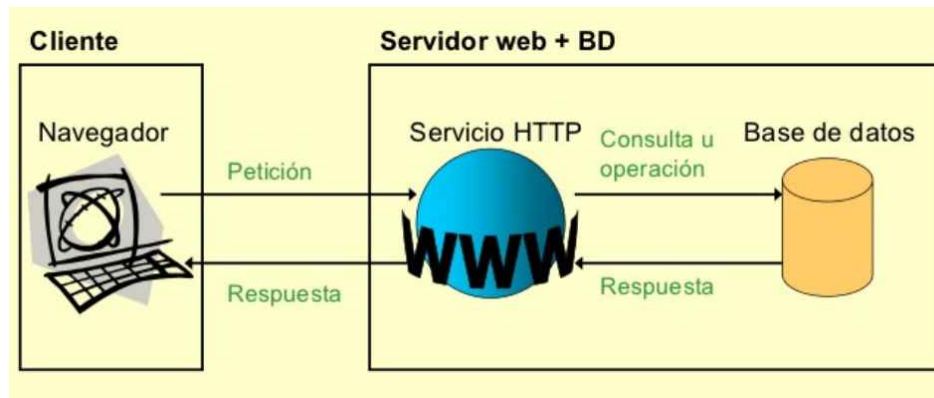 Cliente
Servidor web + BD
Navegador
Servicio HTTP
Consulta u
operación
Base de datos
Petición
WWW
Respuesta
Respuesta